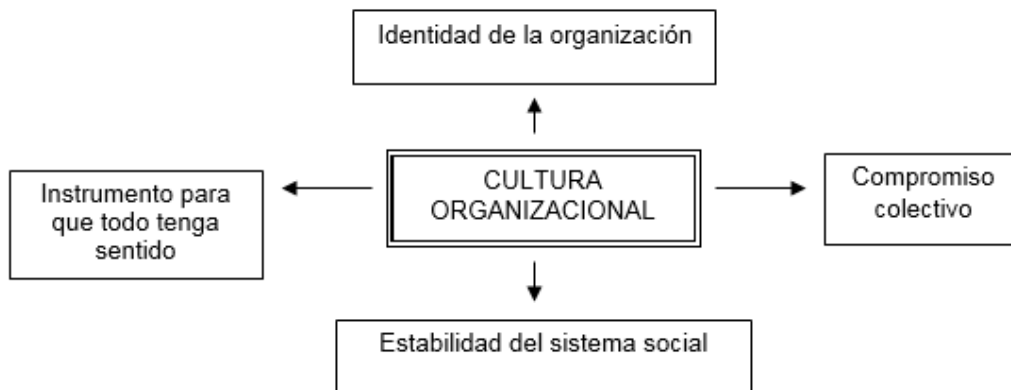 Identidad de la organización
CULTURA
ORGANIZACIONAL
Instrumento para
que todo tenga
sentido
Compromiso
colectivo
Estabilidad del sistema social